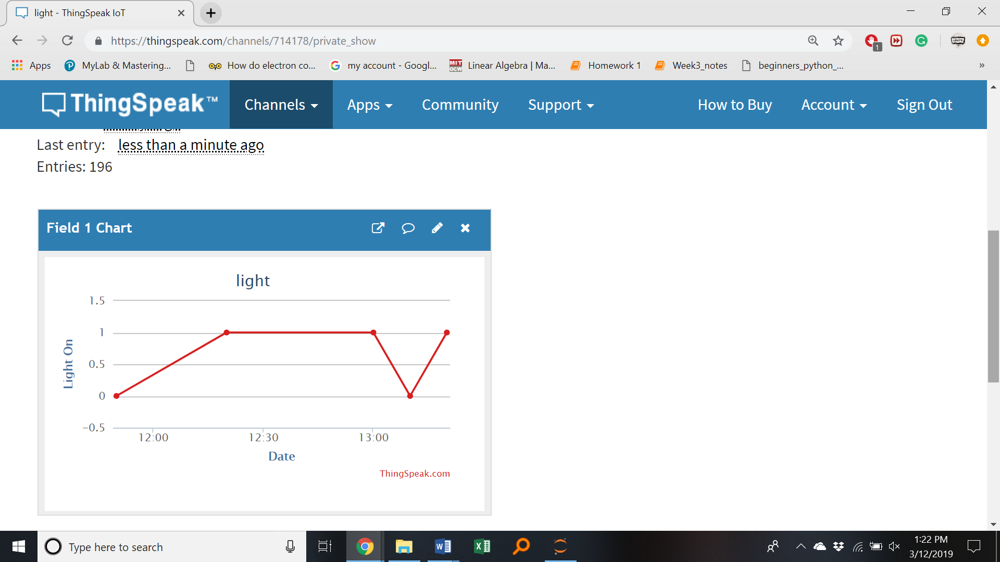 light - ThingSpeak IoT
https://thingspeak.com/channels/714178/private_show
1
Apps MyLab & Mastering... How do electron co... my account - Googl... MIT OCW Linear Algebra | Ma... Homework 1 Week3_notes beginners_python_... »
ThingSpeak™ Channels Apps Community Support How to Buy Account Sign Out
Last entry: less than a minute ago
Entries: 196
Field 1 Chart
light
1.5
1
0.5
0
-0.5
Light On
12:00 12:30 13:00
Date
ThingSpeak.com
Type here to search
1:22 PM
3/12/2019